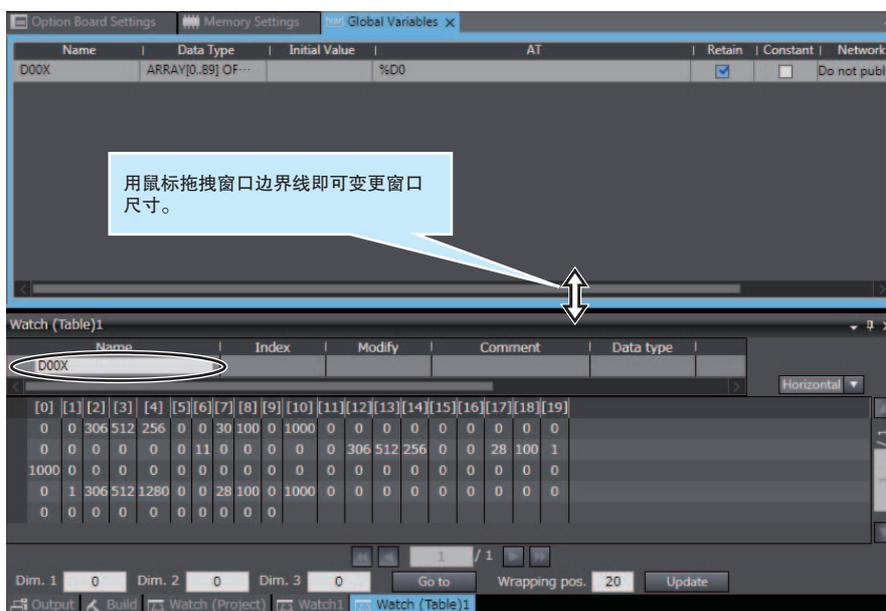 Option Board Settings Memory Settings Global Variables
Name Data Type Initial Value AT Retain Constant Network
D00X ARRAY[0..89] OF... %D0 Do not publ
用鼠标拖拽窗口边界线即可变更窗口
尺寸。
Watch (Table)1
Name Index Modify Comment Data type
D00X
Horizontal
[0] [1] [2] [3] [4] [5] [6] [7] [8] [9] [10] [11] [12] [13] [14] [15] [16] [17] [18] [19]
0 0 306 512 256 0 0 30 100 0 1000 0 0 0 0 0 0 0 0 0
0 0 0 0 0 0 11 0 0 0 0 0 306 512 256 0 0 28 100 1
1000 0 0 0 0 0 0 0 0 0 0 0 0 0 0 0 0 0 0 0
0 1 306 512 1280 0 0 28 100 0 1000 0 0 0 0 0 0 0 0 0
0 0 0 0 0 0 0 0 0 0
1 / 1
Dim. 1 0 Dim. 2 0 Dim. 3 0 Go to Wrapping pos. 20 Update
Output Build Watch (Project) Watch1 Watch (Table)1